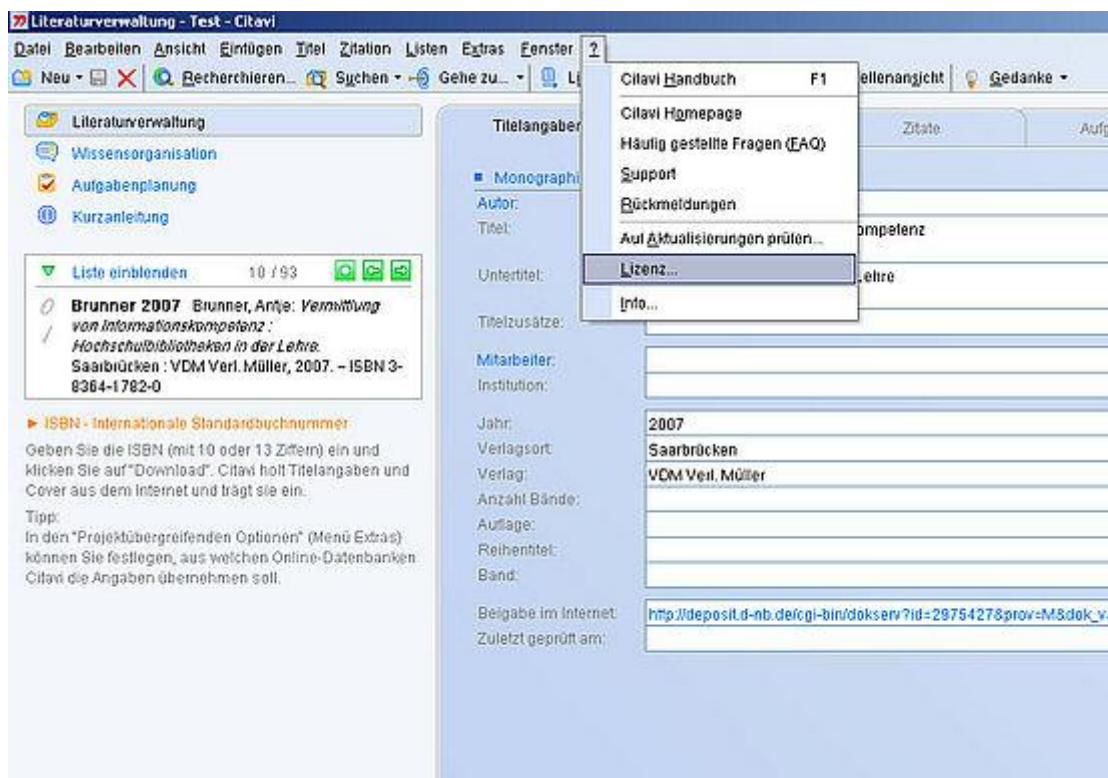 Literaturverwaltung - Test - Citavi
Datei Bearbeiten Ansicht Einfügen Titel Zitation Listen Extras Fenster ?
Neu Recherchieren... Suchen Gehe zu... ellenansicht Gedanke
Citavi Handbuch F1
Citavi Homepage
Häufig gestellte Fragen (FAQ)
Support
Rückmeldungen
Auf Aktualisierungen prüfen...
Lizenz...
Info...
Literaturverwaltung
Wissensorganisation
Aufgabenplanung
Kurzanleitung
Liste einblenden 10 / 93
Brunner 2007 Brunner, Antje: Vermittlung
von Informationskompetenz :
Hochschulbibliotheken in der Lehre.
Saarbrücken : VDM Verl. Müller, 2007. – ISBN 3-
8364-1782-0
ISBN - Internationale Standardbuchnummer
Geben Sie die ISBN (mit 10 oder 13 Ziffern) ein und
klicken Sie auf "Download". Citavi holt Titelangaben und
Cover aus dem Internet und trägt sie ein.
Tipp:
In den "Projektübergreifenden Optionen" (Menü Extras)
können Sie festlegen, aus welchen Online-Datenbanken
Citavi die Angaben übernehmen soll.
Titelangaben Zitate Aufg
Monographi
Autor:
Titel: ompetenz
Untertitel: Lehre
Titelzusätze:
Mitarbeiter:
Institution:
Jahr: 2007
Verlagsort: Saarbrücken
Verlag: VDM Verl. Müller
Anzahl Bände:
Auflage:
Reihentitel:
Band:
Beigabe im Internet: http://deposit.d-nb.de/cgi-bin/dokserv?id=2975427&prov=M&dok_v
Zuletzt geprüft am: